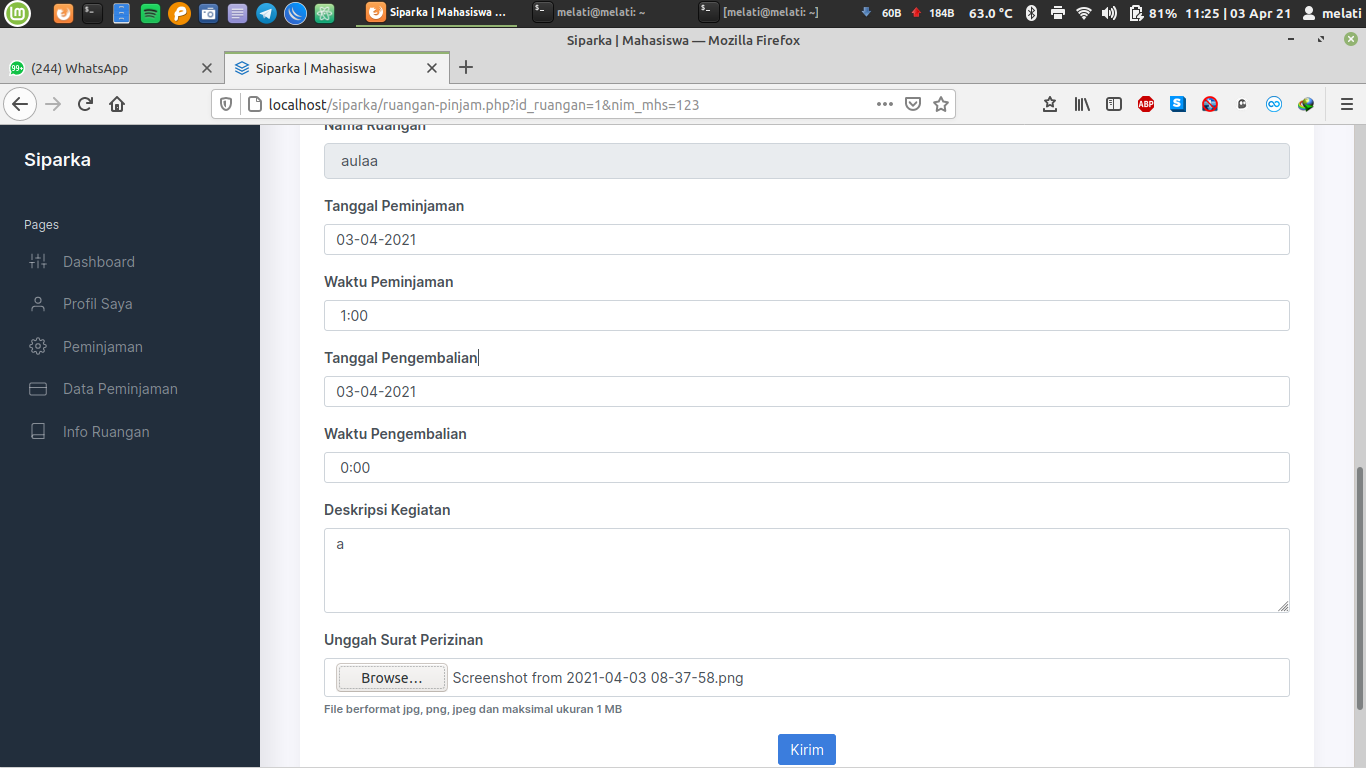 Siparka | Mahasiswa ...
melati@melati: ~
[melati@melati: ~]
60B
184B
63.0 °C
81%
11:25 | 03 Apr 21
melati
Siparka | Mahasiswa — Mozilla Firefox
99+
(244) WhatsApp
Siparka | Mahasiswa
localhost/siparka/ruangan-pinjam.php?id_ruangan=1&nim_mhs=123
ABP
S
Siparka
Pages
Dashboard
Profil Saya
Peminjaman
Data Peminjaman
Info Ruangan
Nama Ruangan
aulaa
Tanggal Peminjaman
03-04-2021
Waktu Peminjaman
1:00
Tanggal Pengembalian
03-04-2021
Waktu Pengembalian
0:00
Deskripsi Kegiatan
a
Unggah Surat Perizinan
Browse... Screenshot from 2021-04-03 08-37-58.png
File berformat jpg, png, jpeg dan maksimal ukuran 1 MB
Kirim